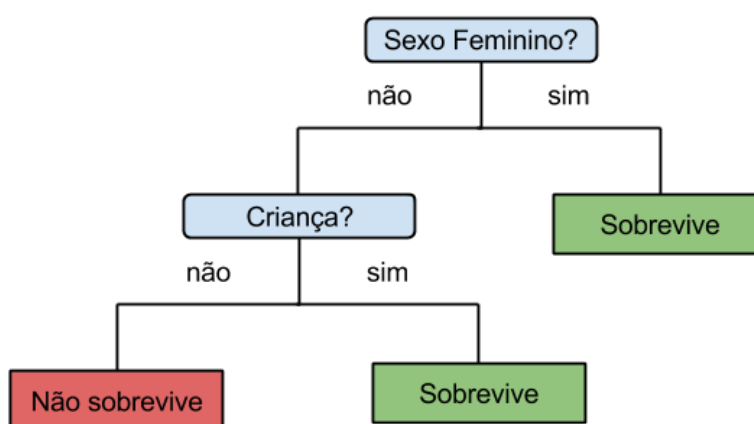 Sexo Feminino?
não
sim
Criança?
Sobrevive
não
sim
Não sobrevive
Sobrevive